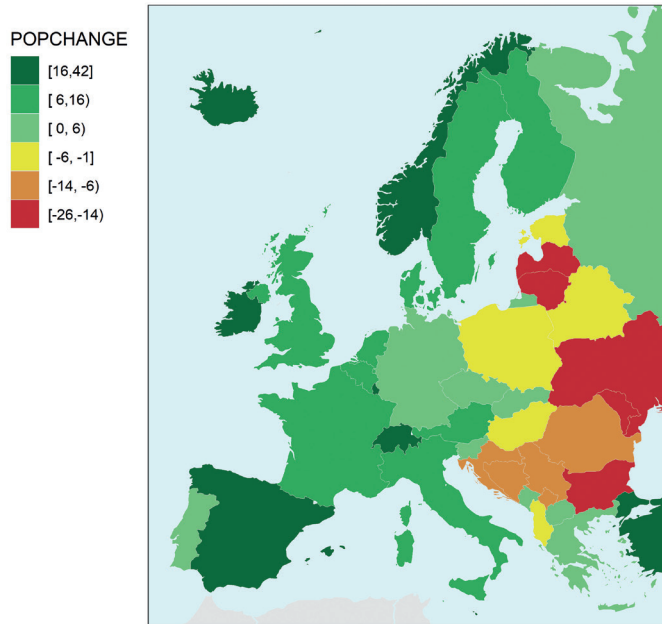 POPCHANGE
[16,42]
[ 6,16)
[ 0, 6)
[ -6, -1]
[-14, -6)
[-26,-14)